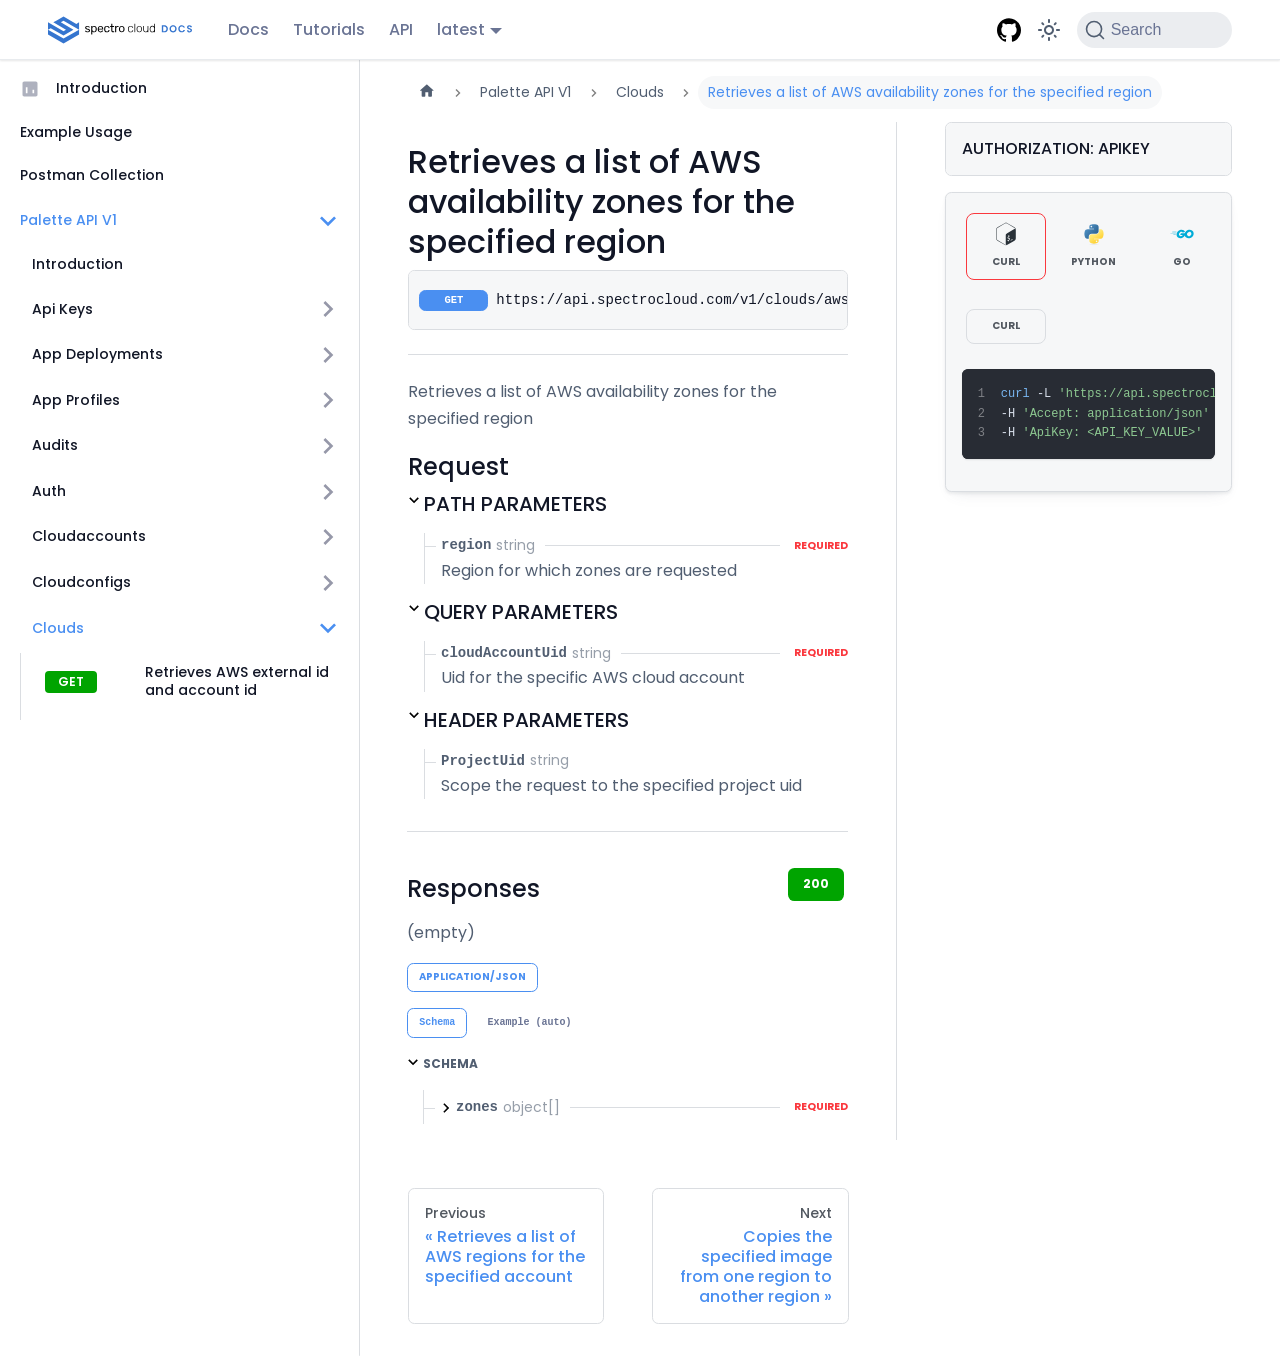 spectro cloud DOCS
Docs
Tutorials
API
latest
Search
Introduction
Example Usage
Postman Collection
Palette API V1
Introduction
Api Keys
App Deployments
App Profiles
Audits
Auth
Cloudaccounts
Cloudconfigs
Clouds
GET
Retrieves AWS external id
and account id
Palette API V1
Clouds
Retrieves a list of AWS availability zones for the specified region
Retrieves a list of AWS
availability zones for the
specified region
GET https://api.spectrocloud.com/v1/clouds/aws
Retrieves a list of AWS availability zones for the
specified region
Request
PATH PARAMETERS
region string REQUIRED
Region for which zones are requested
QUERY PARAMETERS
cloudAccountUid string REQUIRED
Uid for the specific AWS cloud account
HEADER PARAMETERS
ProjectUid string
Scope the request to the specified project uid
Responses
200
(empty)
APPLICATION/JSON
Schema
Example (auto)
SCHEMA
zones object[] REQUIRED
Previous
« Retrieves a list of
AWS regions for the
specified account
Next
Copies the
specified image
from one region to
another region »
AUTHORIZATION: APIKEY
CURL
PYTHON
GO
CURL
1 curl -L 'https://api.spectrocl
2 -H 'Accept: application/json'
3 -H 'ApiKey: <API_KEY_VALUE>'